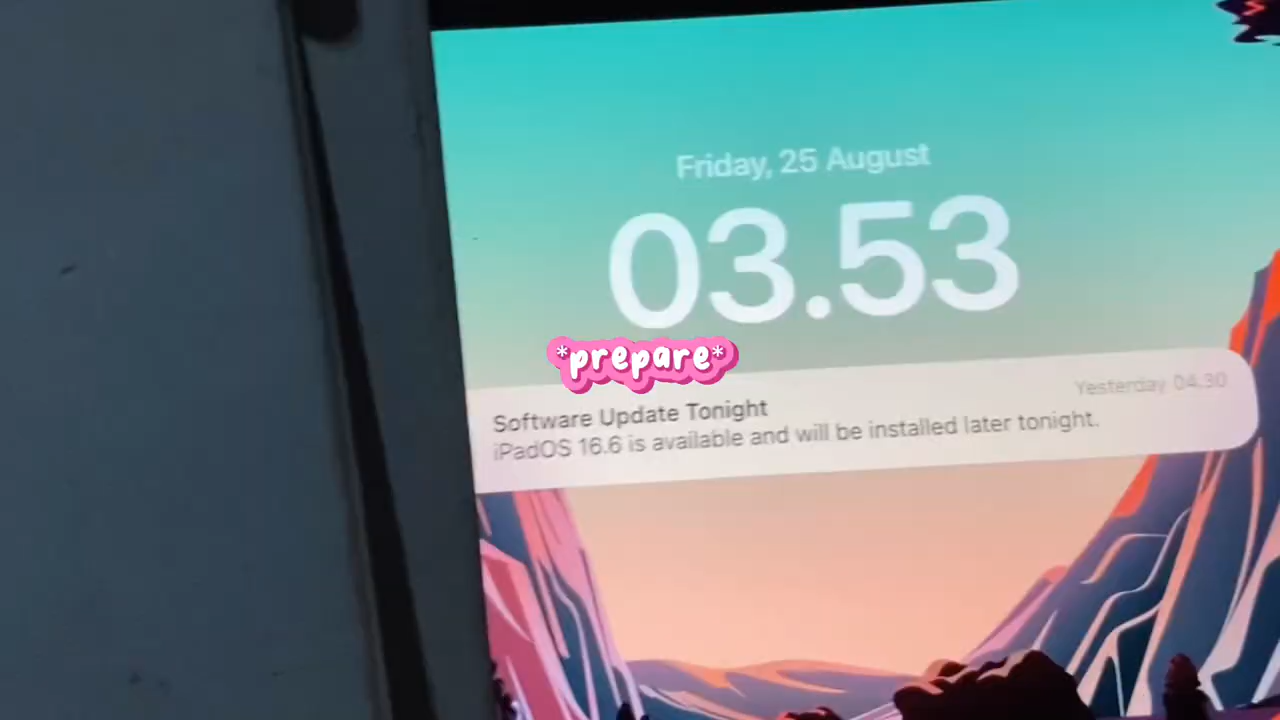 Friday, 25 August
03.53
*prepare*
Yesterday 04.30
Software Update Tonight
iPadOS 16.6 is available and will be installed later tonight.